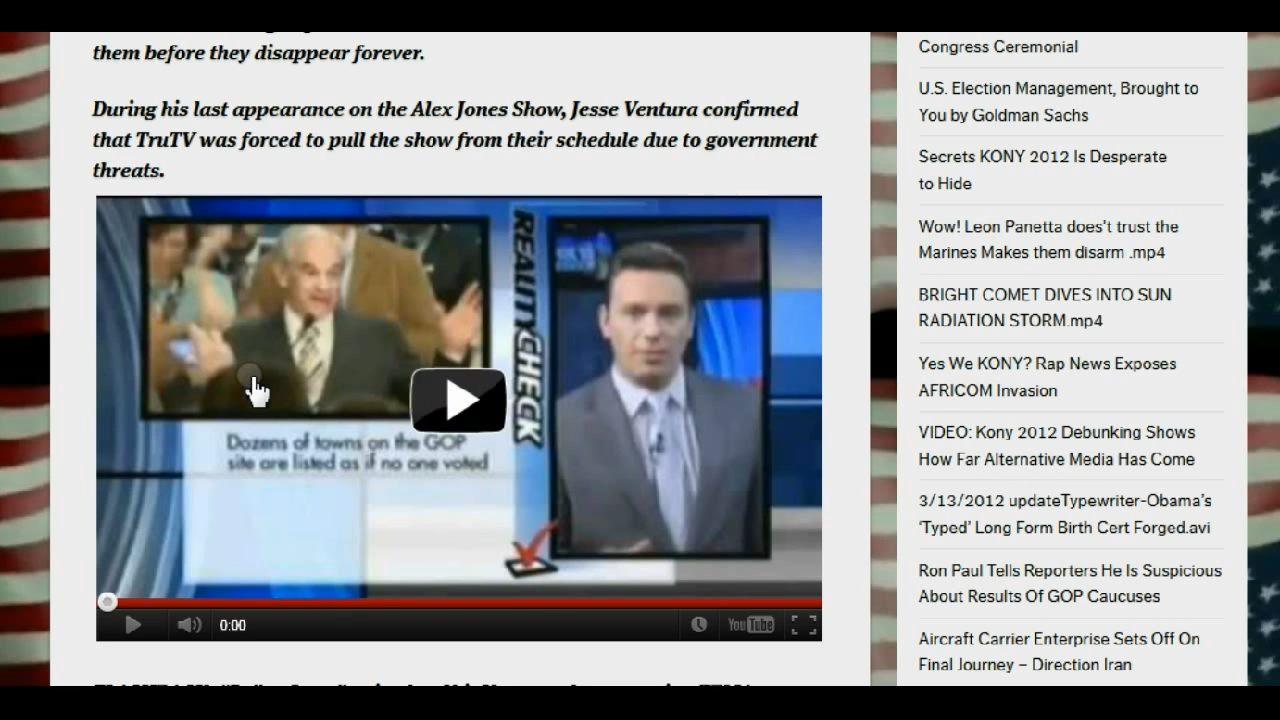 them before they disappear forever.
During his last appearance on the Alex Jones Show, Jesse Ventura confirmed
that TruTV was forced to pull the show from their schedule due to government
threats.
REALITY CHECK
Dozens of towns on the GOP
site are listed as if no one voted
0:00
YouTube
Congress Ceremonial
U.S. Election Management, Brought to
You by Goldman Sachs
Secrets KONY 2012 Is Desperate
to Hide
Wow! Leon Panetta does't trust the
Marines Makes them disarm .mp4
BRIGHT COMET DIVES INTO SUN
RADIATION STORM.mp4
Yes We KONY? Rap News Exposes
AFRICOM Invasion
VIDEO: Kony 2012 Debunking Shows
How Far Alternative Media Has Come
3/13/2012 updateTypewriter-Obama's
'Typed' Long Form Birth Cert Forged.avi
Ron Paul Tells Reporters He Is Suspicious
About Results Of GOP Caucuses
Aircraft Carrier Enterprise Sets Off On
Final Journey – Direction Iran